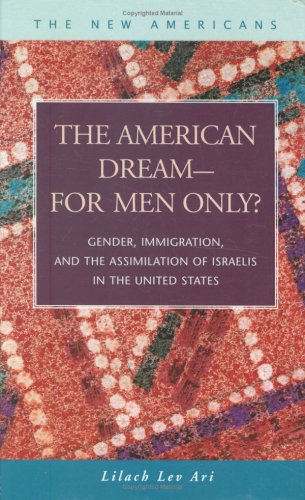 THE NEW AMERICANS
THE AMERICAN
DREAM—
FOR MEN ONLY?
GENDER, IMMIGRATION,
AND THE ASSIMILATION OF ISRAELIS
IN THE UNITED STATES
Lilach Lev Ari